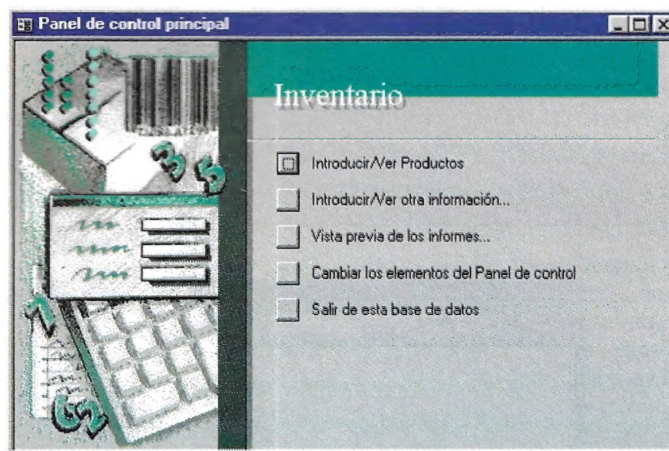 Panel de control principal
Inventario
Introducir/Ver Productos
Introducir/Ver otra información...
Vista previa de los informes...
Cambiar los elementos del Panel de control
Salir de esta base de datos